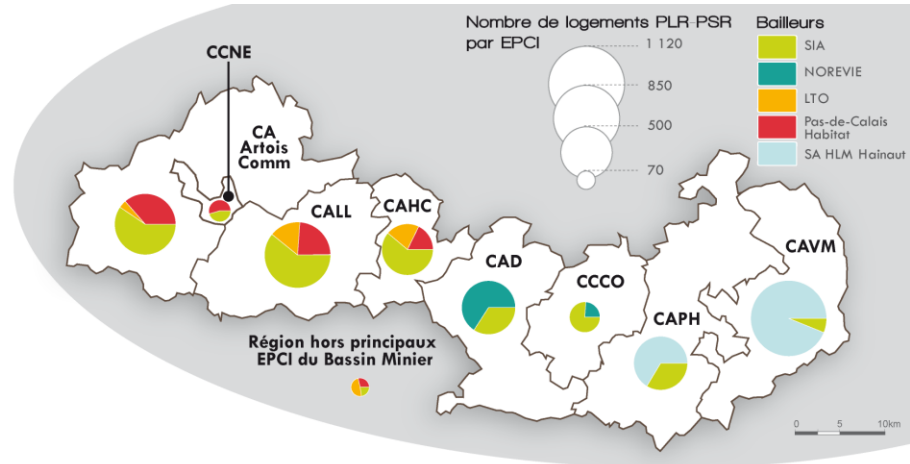 Nombre de logements PLR-PSR
par EPCI
1 120
850
500
70
Bailleurs
SIA
NOREVIE
LTO
Pas-de-Calais
Habitat
SA HLM Hainaut
CCNE
CA
Artois
Comm
CALL
CAHC
CAD
CCCO
CAPH
CAVM
Région hors principaux
EPCI du Bassin Minier
0 5 10km